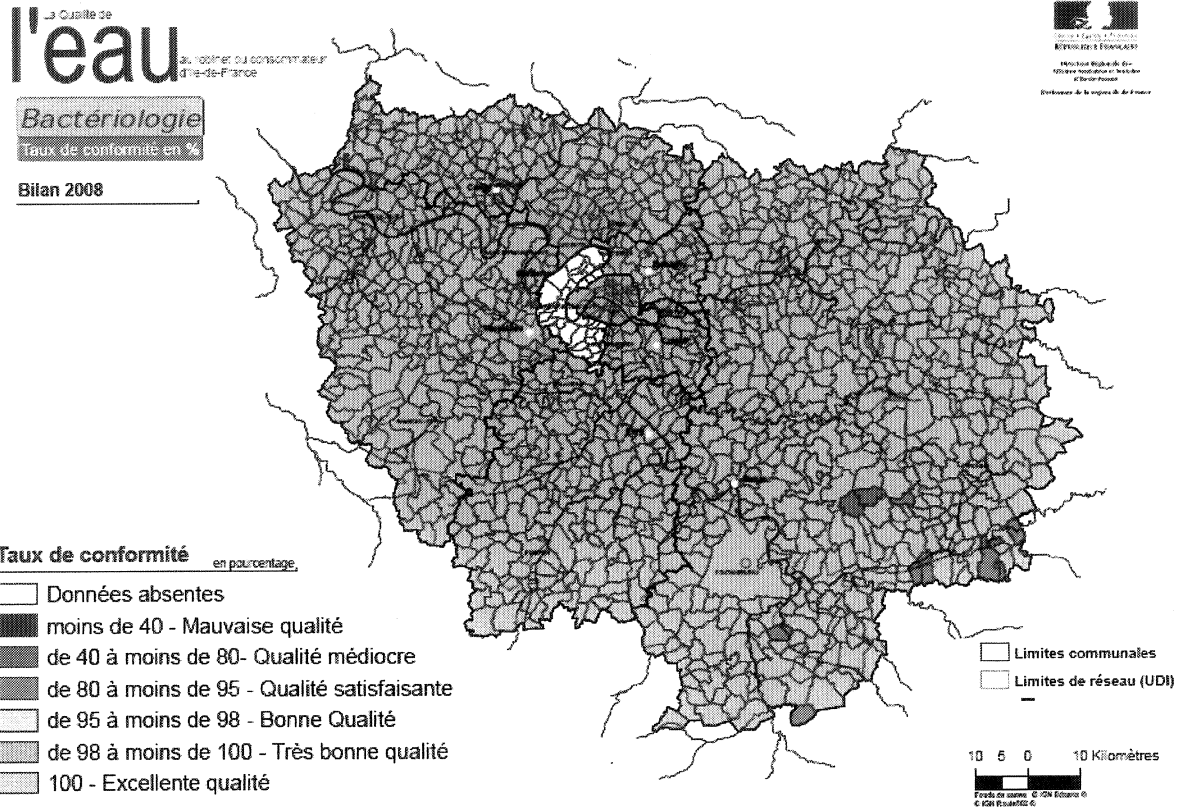 La Qualité de
l'eau
au robinet du consommateur
d'Ile-de-France
Bactériologie
Taux de conformité en %
Bilan 2008
Taux de conformité
en pourcentage
Données absentes
moins de 40 - Mauvaise qualité
de 40 à moins de 80- Qualité médiocre
de 80 à moins de 95 - Qualité satisfaisante
de 95 à moins de 98 - Bonne Qualité
de 98 à moins de 100 - Très bonne qualité
100 - Excellente qualité
Limites communales
Limites de réseau (UDI)
10 5 0 10 Kilomètres